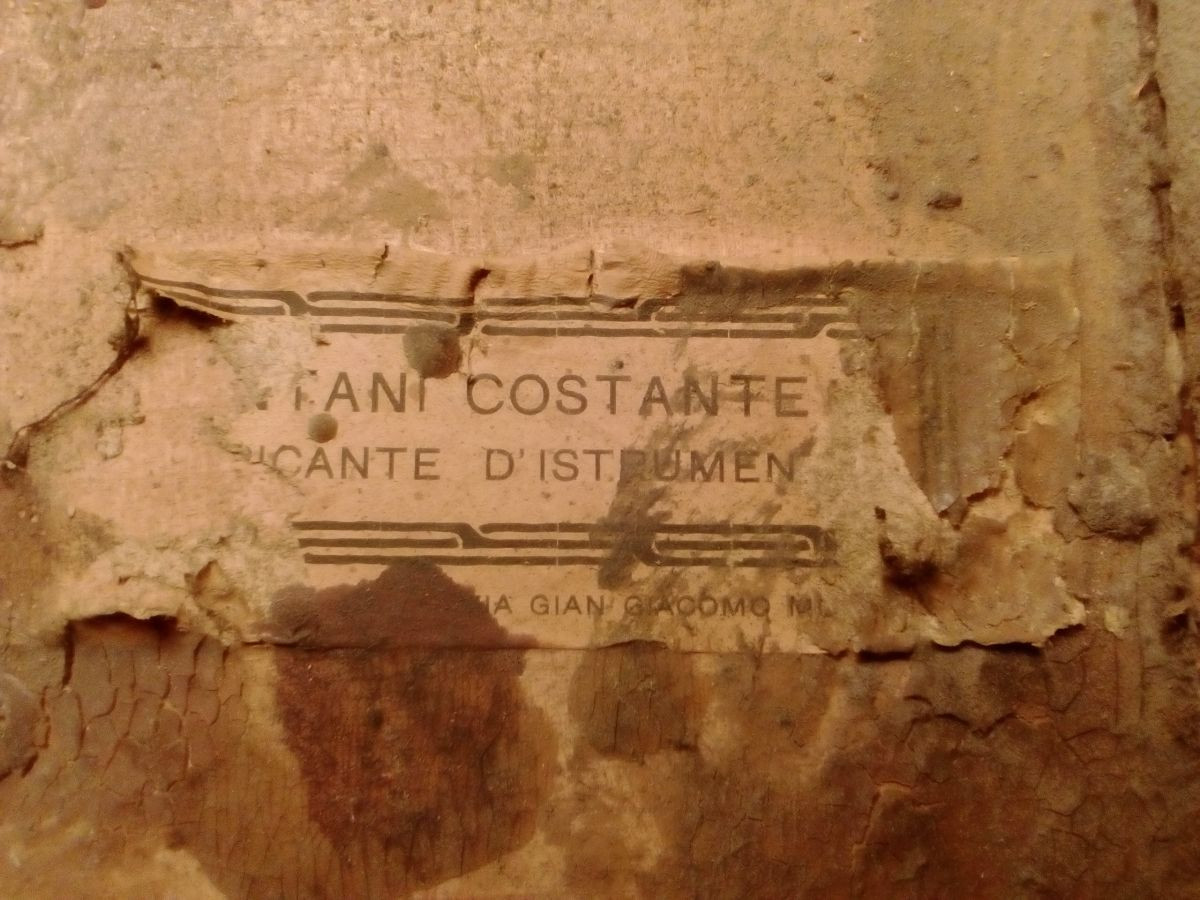 TANI COSTANTE
ICANTE D'ISTRUMEN
IA GIAN GIACOMO M